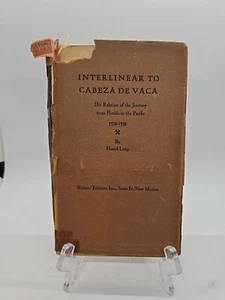 INTERLINEAR TO
CABEZA DE VACA
His Relation of the Journey
from Florida to the Pacific
1528-1536
By
Haniel Long
Writers' Editions, Inc., Santa Fe, New Mexico